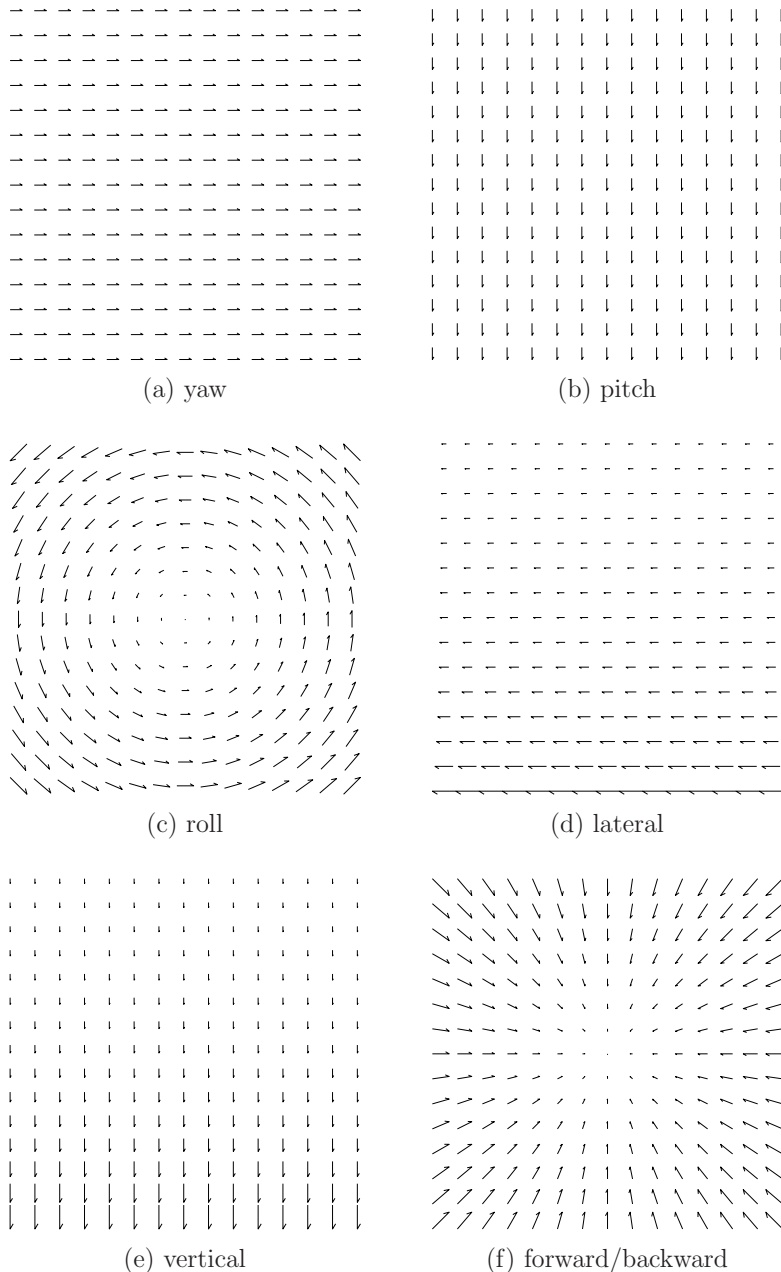 (a) yaw
(b) pitch
(c) roll
(d) lateral
(e) vertical
(f) forward/backward